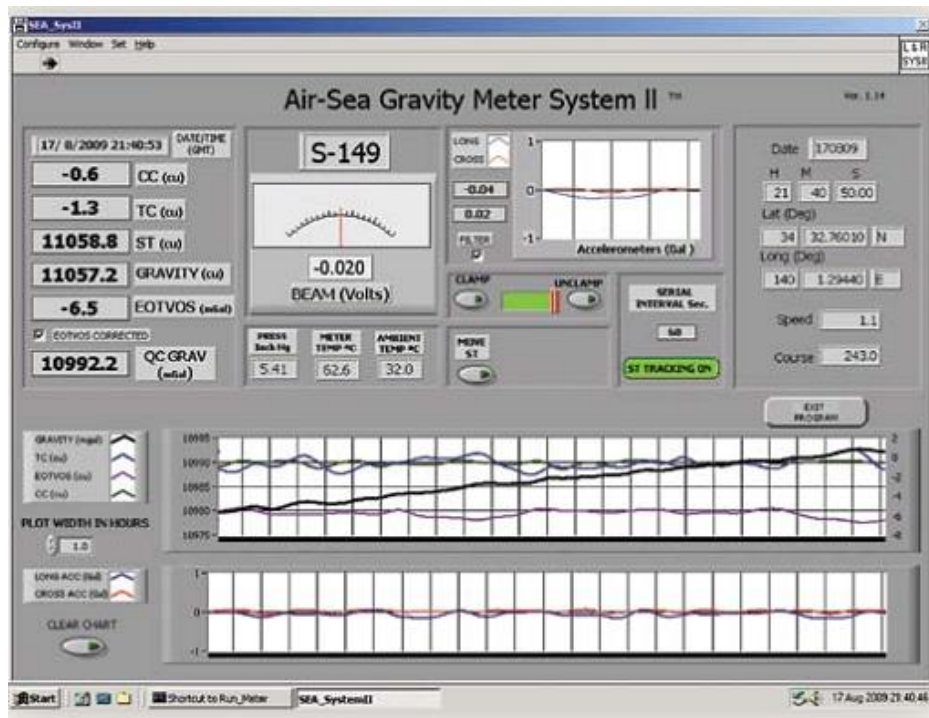 SEA_SysII
Configure Window Set Help
L & R
Air-Sea Gravity Meter System II ™
Ver. 1.14
17/ 8/2009 21:40:53 DATE/TIME (GMT)
-0.6 CC (cu)
-1.3 TC (cu)
11058.8 ST (cu)
11057.2 GRAVITY (cu)
-6.5 EOTVOS (mGal)
EOTVOS CORRECTED
10992.2 QC GRAV (mGal)
S-149
-0.020
BEAM (Volts)
PRESS Inch Hg
5.41
METER TEMP ºC
62.6
AMBIENT TEMP ºC
32.0
LONG
CROSS
-0.04
0.02
FILTER
1
0
-1
Accelerometers (Gal )
CLAMP UNCLAMP
MOVE ST
SERIAL INTERVAL Sec.
60
ST TRACKING ON
Date 170809
H M S
21 40 50.00
Lat (Deg)
34 32.76010 N
Long (Deg)
140 1.29440 E
Speed 1.1
Course 243.0
EXIT PROGRAM
GRAVITY (mgal)
TC (cu)
EOTVOS (cu)
CC (cu)
10995
10990
10985
10980
10975
2
0
-2
-4
-6
-8
PLOT WIDTH IN HOURS
1.0
LONG ACC (Gal)
CROSS ACC (Gal)
1
0
-1
CLEAR CHART
Start Shortcut to Run_Meter SEA_SystemII 17 Aug 2009 21:40:46